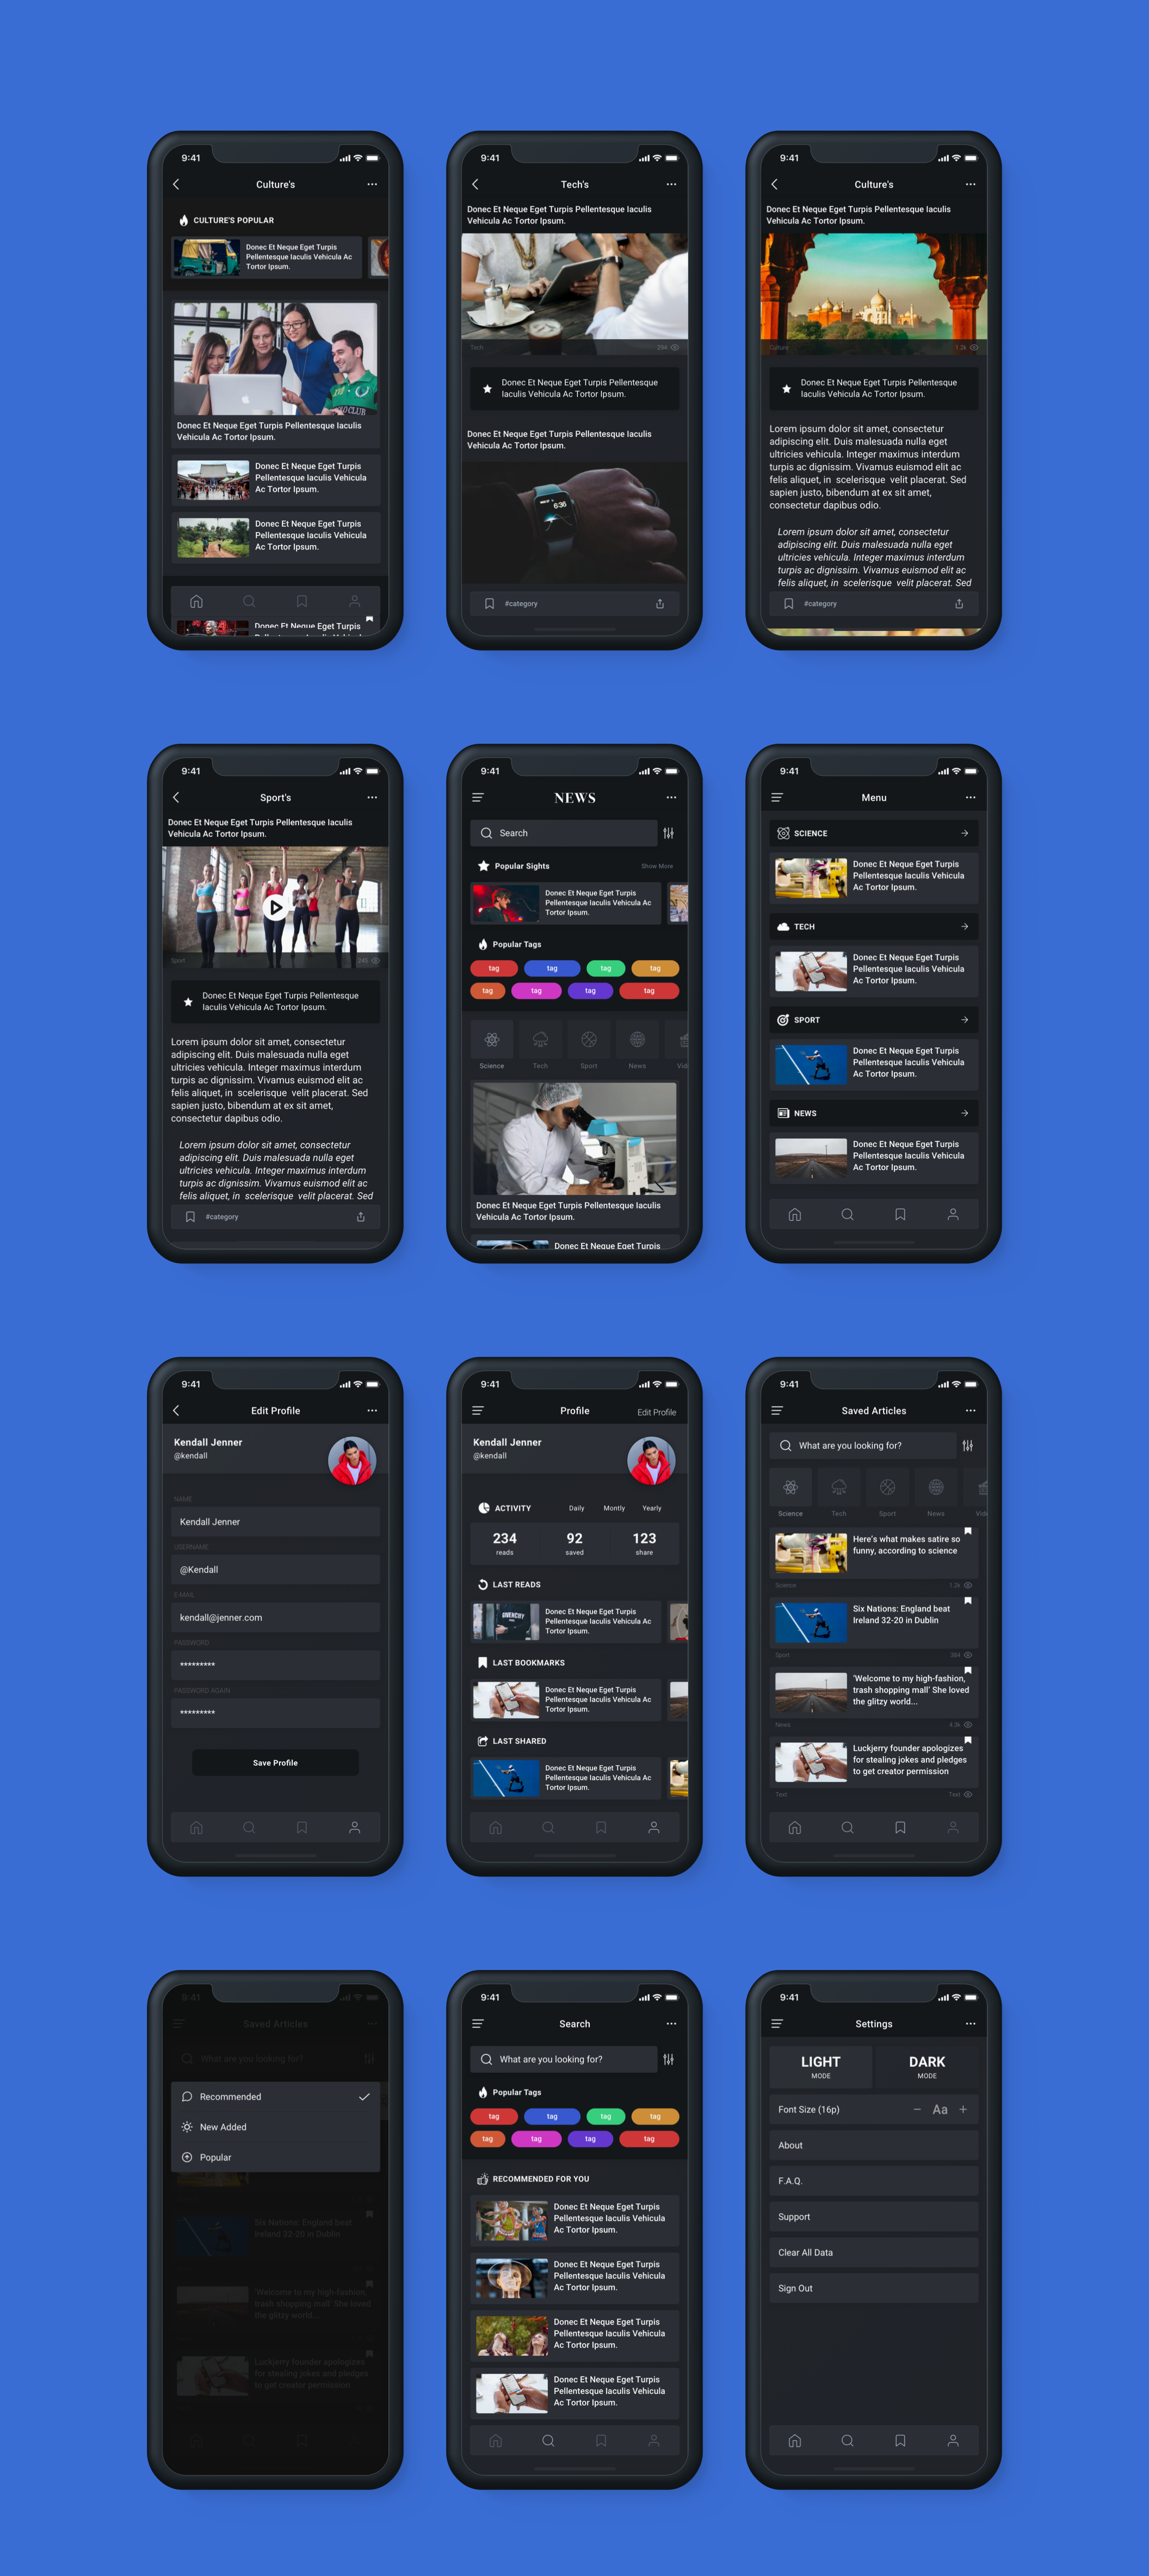 9:41
Culture's
CULTURE'S POPULAR
Donec Et Neque Eget Turpis
Pellentesque Iaculis Vehicula Ac
Tortor Ipsum.
Donec Et Neque Eget Turpis Pellentesque Iaculis
Vehicula Ac Tortor Ipsum.
Donec Et Neque Eget Turpis
Pellentesque Iaculis Vehicula
Ac Tortor Ipsum.
Donec Et Neque Eget Turpis
Pellentesque Iaculis Vehicula
Ac Tortor Ipsum.
Donec Et Neque Eget Turpis
9:41
Tech's
Donec Et Neque Eget Turpis Pellentesque Iaculis
Vehicula Ac Tortor Ipsum.
Tech
294
Donec Et Neque Eget Turpis Pellentesque
Iaculis Vehicula Ac Tortor Ipsum.
Donec Et Neque Eget Turpis Pellentesque Iaculis
Vehicula Ac Tortor Ipsum.
6:36
#category
9:41
Culture's
Donec Et Neque Eget Turpis Pellentesque Iaculis
Vehicula Ac Tortor Ipsum.
Culture
1.2k
Donec Et Neque Eget Turpis Pellentesque
Iaculis Vehicula Ac Tortor Ipsum.
Lorem ipsum dolor sit amet, consectetur
adipiscing elit. Duis malesuada nulla eget
ultricies vehicula. Integer maximus interdum
turpis ac dignissim. Vivamus euismod elit ac
felis aliquet, in scelerisque velit placerat. Sed
sapien justo, bibendum at ex sit amet,
consectetur dapibus odio.
Lorem ipsum dolor sit amet, consectetur
adipiscing elit. Duis malesuada nulla eget
ultricies vehicula. Integer maximus interdum
turpis ac dignissim. Vivamus euismod elit ac
felis aliquet, in scelerisque velit placerat. Sed
#category
9:41
Sport's
Donec Et Neque Eget Turpis Pellentesque Iaculis
Vehicula Ac Tortor Ipsum.
Sport
245
Donec Et Neque Eget Turpis Pellentesque
Iaculis Vehicula Ac Tortor Ipsum.
Lorem ipsum dolor sit amet, consectetur
adipiscing elit. Duis malesuada nulla eget
ultricies vehicula. Integer maximus interdum
turpis ac dignissim. Vivamus euismod elit ac
felis aliquet, in scelerisque velit placerat. Sed
sapien justo, bibendum at ex sit amet,
consectetur dapibus odio.
Lorem ipsum dolor sit amet, consectetur
adipiscing elit. Duis malesuada nulla eget
ultricies vehicula. Integer maximus interdum
turpis ac dignissim. Vivamus euismod elit ac
felis aliquet, in scelerisque velit placerat. Sed
#category
9:41
NEWS
Search
Popular Sights
Show More
Donec Et Neque Eget Turpis
Pellentesque Iaculis Vehicula Ac
Tortor Ipsum.
Popular Tags
tag tag tag tag
tag tag tag tag
Science Tech Sport News Vid
Donec Et Neque Eget Turpis Pellentesque Iaculis
Vehicula Ac Tortor Ipsum.
Donec Et Neque Eget Turpis
9:41
Menu
SCIENCE
Donec Et Neque Eget Turpis
Pellentesque Iaculis Vehicula
Ac Tortor Ipsum.
TECH
Donec Et Neque Eget Turpis
Pellentesque Iaculis Vehicula
Ac Tortor Ipsum.
SPORT
Donec Et Neque Eget Turpis
Pellentesque Iaculis Vehicula
Ac Tortor Ipsum.
NEWS
Donec Et Neque Eget Turpis
Pellentesque Iaculis Vehicula
Ac Tortor Ipsum.
9:41
Edit Profile
Kendall Jenner
@kendall
NAME
Kendall Jenner
USERNAME
@Kendall
E-MAIL
kendall@jenner.com
PASSWORD
*********
PASSWORD AGAIN
*********
Save Profile
9:41
Profile
Edit Profile
Kendall Jenner
@kendall
ACTIVITY
Daily Montly Yearly
234 92 123
reads saved share
LAST READS
GIVENCHY
Donec Et Neque Eget Turpis
Pellentesque Iaculis Vehicula Ac
Tortor Ipsum.
LAST BOOKMARKS
Donec Et Neque Eget Turpis
Pellentesque Iaculis Vehicula Ac
Tortor Ipsum.
LAST SHARED
Donec Et Neque Eget Turpis
Pellentesque Iaculis Vehicula Ac
Tortor Ipsum.
9:41
Saved Articles
What are you looking for?
Science Tech Sport News Vid
Here's what makes satire so
funny, according to science
Science
1.2k
Six Nations: England beat
Ireland 32-20 in Dublin
Sport
384
'Welcome to my high-fashion,
trash shopping mall' She loved
the glitzy world...
News
4.3k
Luckjerry founder apologizes
for stealing jokes and pledges
to get creator permission
Text
Text
9:41
Saved Articles
What are you looking for?
Recommended
New Added
Popular
Six Nations: England beat
Ireland 32-20 in Dublin
'Welcome to my high-fashion,
trash shopping mall' She loved
the glitzy world...
Luckjerry founder apologizes
for stealing jokes and pledges
to get creator permission
9:41
Search
What are you looking for?
Popular Tags
tag tag tag tag
tag tag tag tag
RECOMMENDED FOR YOU
Donec Et Neque Eget Turpis
Pellentesque Iaculis Vehicula
Ac Tortor Ipsum.
Donec Et Neque Eget Turpis
Pellentesque Iaculis Vehicula
Ac Tortor Ipsum.
Donec Et Neque Eget Turpis
Pellentesque Iaculis Vehicula
Ac Tortor Ipsum.
Donec Et Neque Eget Turpis
Pellentesque Iaculis Vehicula
Ac Tortor Ipsum.
9:41
Settings
LIGHT
MODE
DARK
MODE
Font Size (16p)
Aa
About
F.A.Q.
Support
Clear All Data
Sign Out